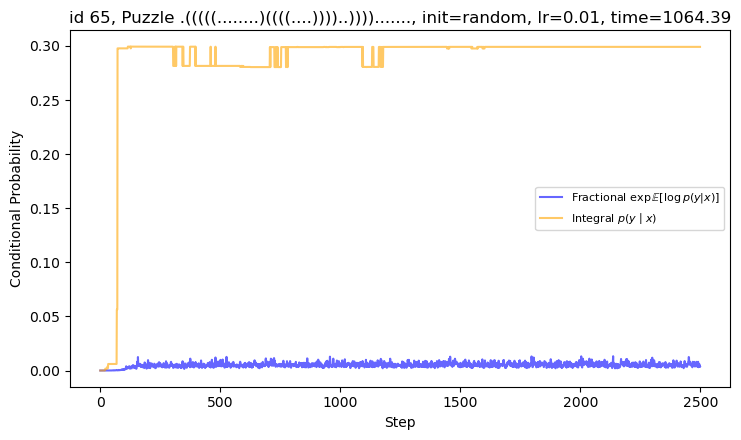 id 65, Puzzle .(((((........)((((....))))..))))......., init=random, lr=0.01, time=1064.39
Conditional Probability
0.30
0.25
0.20
0.15
0.10
0.05
0.00
Fractional exp𝔼[log p(y|x)]
Integral p(y | x)
0
500
1000
1500
2000
2500
Step